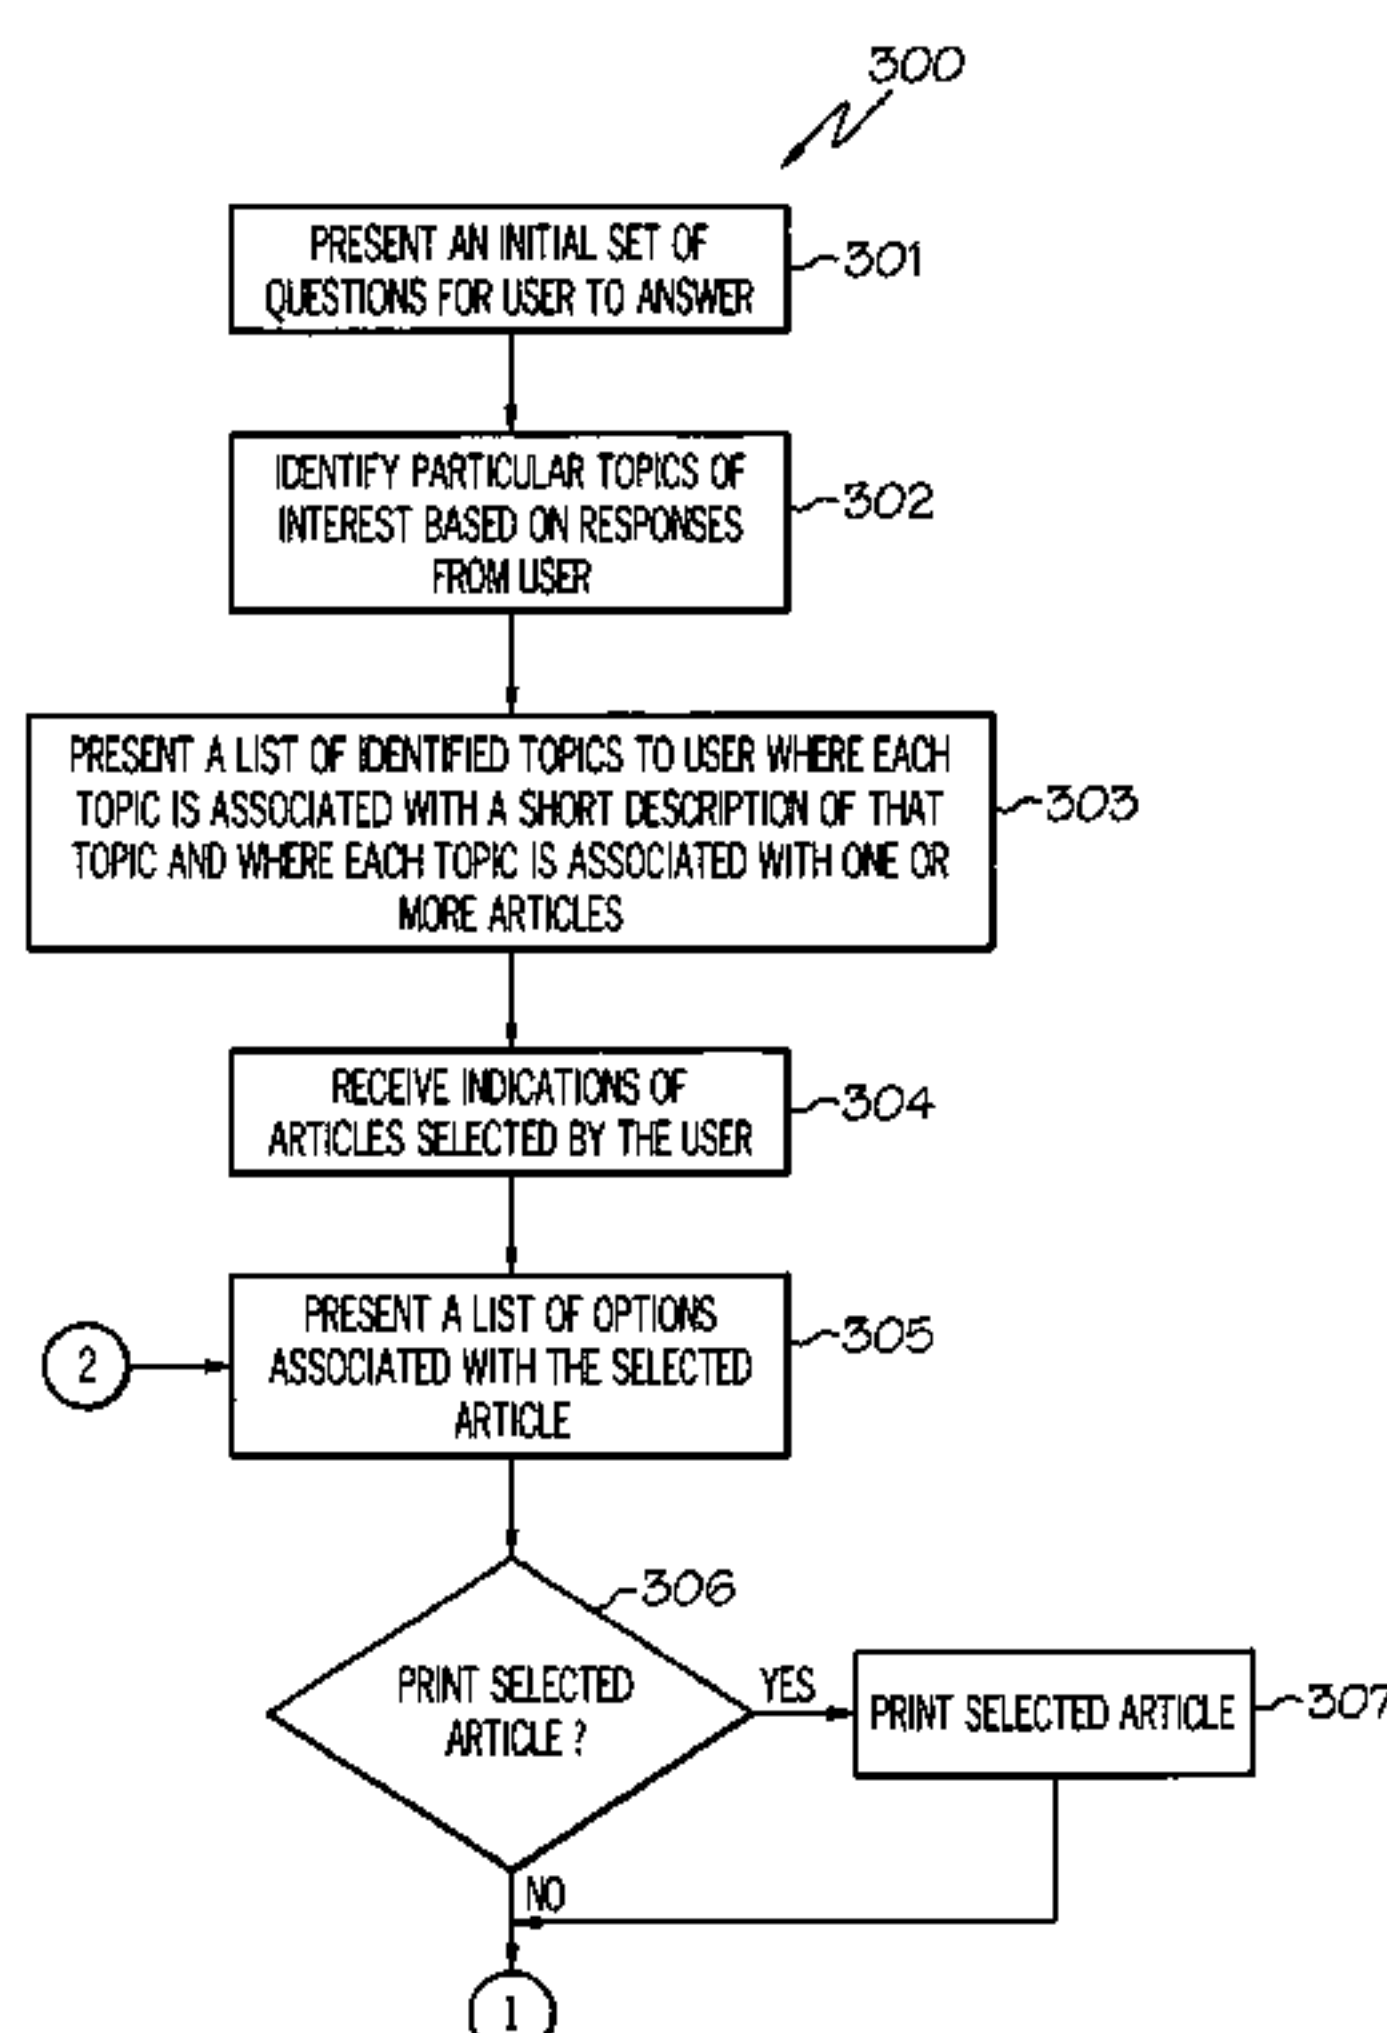 300
PRESENT AN INITIAL SET OF
QUESTIONS FOR USER TO ANSWER
301
IDENTIFY PARTICULAR TOPICS OF
INTEREST BASED ON RESPONSES
FROM USER
302
PRESENT A LIST OF IDENTIFIED TOPICS TO USER WHERE EACH
TOPIC IS ASSOCIATED WITH A SHORT DESCRIPTION OF THAT
TOPIC AND WHERE EACH TOPIC IS ASSOCIATED WITH ONE OR
MORE ARTICLES
303
RECEIVE INDICATIONS OF
ARTICLES SELECTED BY THE USER
304
PRESENT A LIST OF OPTIONS
ASSOCIATED WITH THE SELECTED
ARTICLE
305
2
306
PRINT SELECTED
ARTICLE ?
YES
PRINT SELECTED ARTICLE
307
NO
1